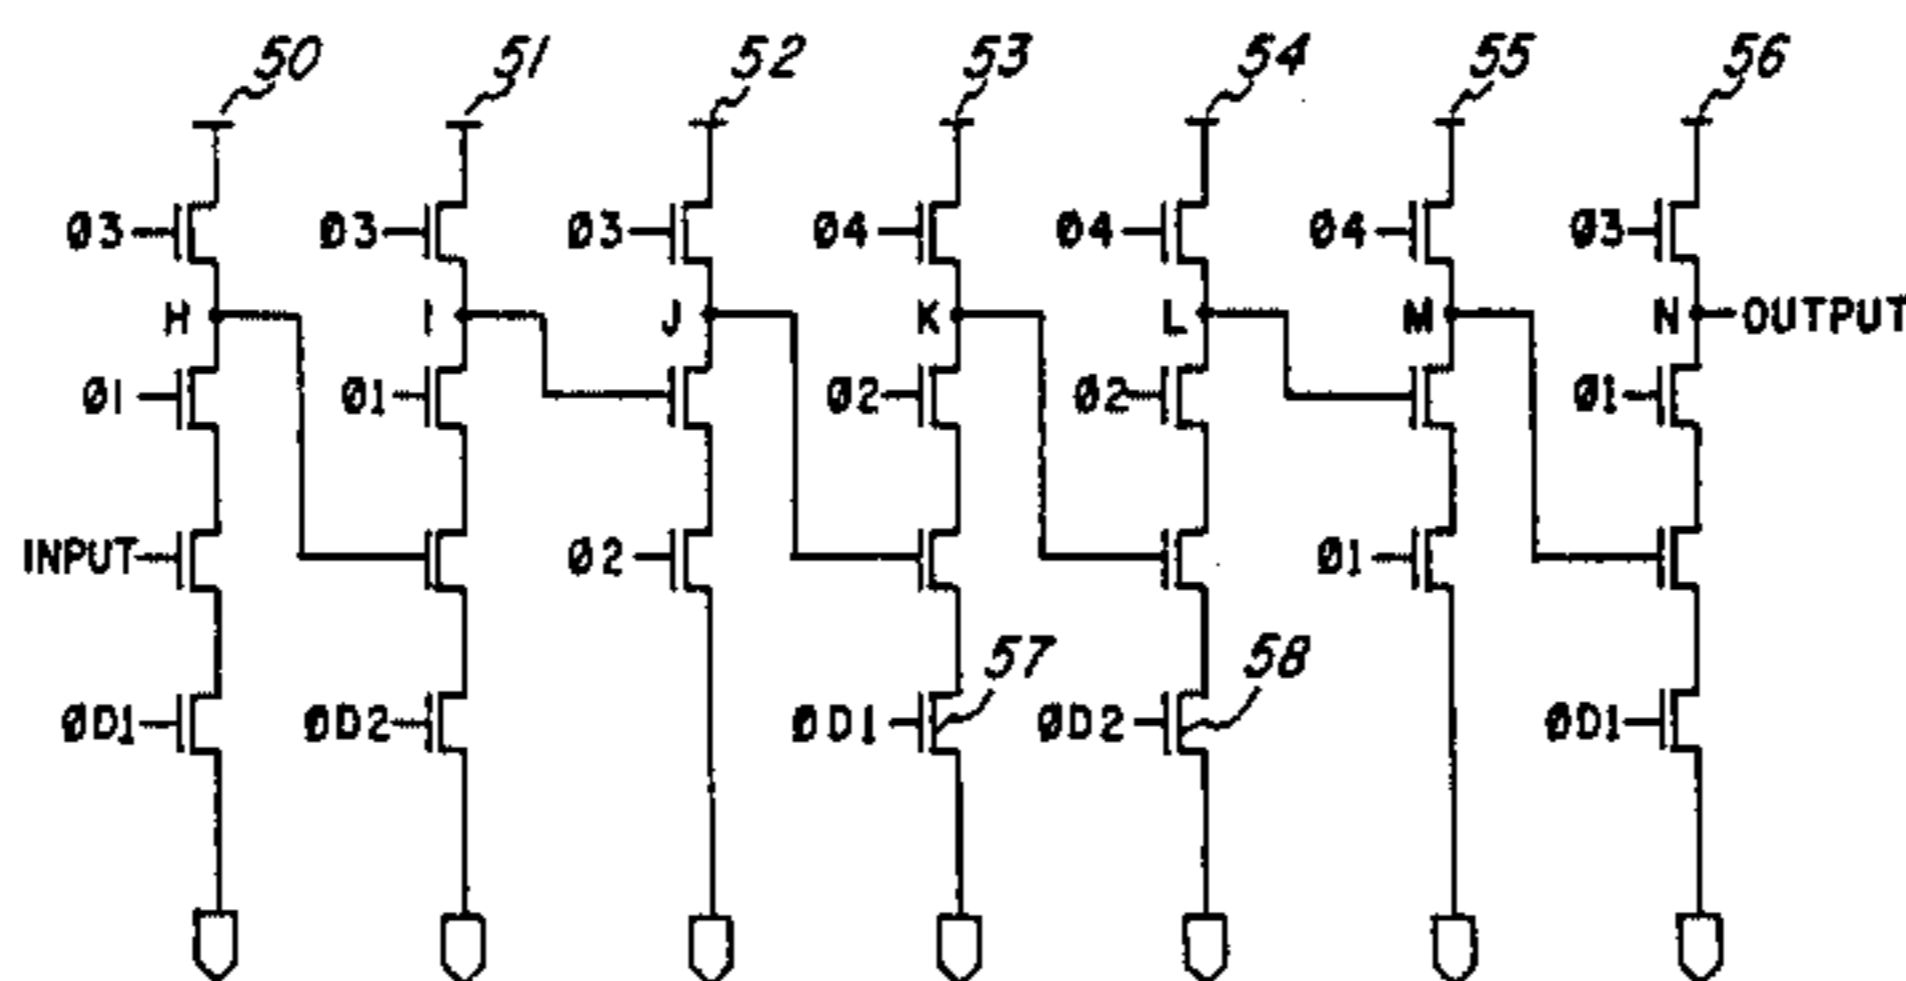 50 51 52 53 54 55 56
Ø3 Ø3 Ø3 Ø4 Ø4 Ø4 Ø3
H I J K L M N OUTPUT
Ø1 Ø1 Ø2 Ø2 Ø1
INPUT Ø2 Ø1
57 58
ØD1 ØD2 ØD1 ØD2 ØD1